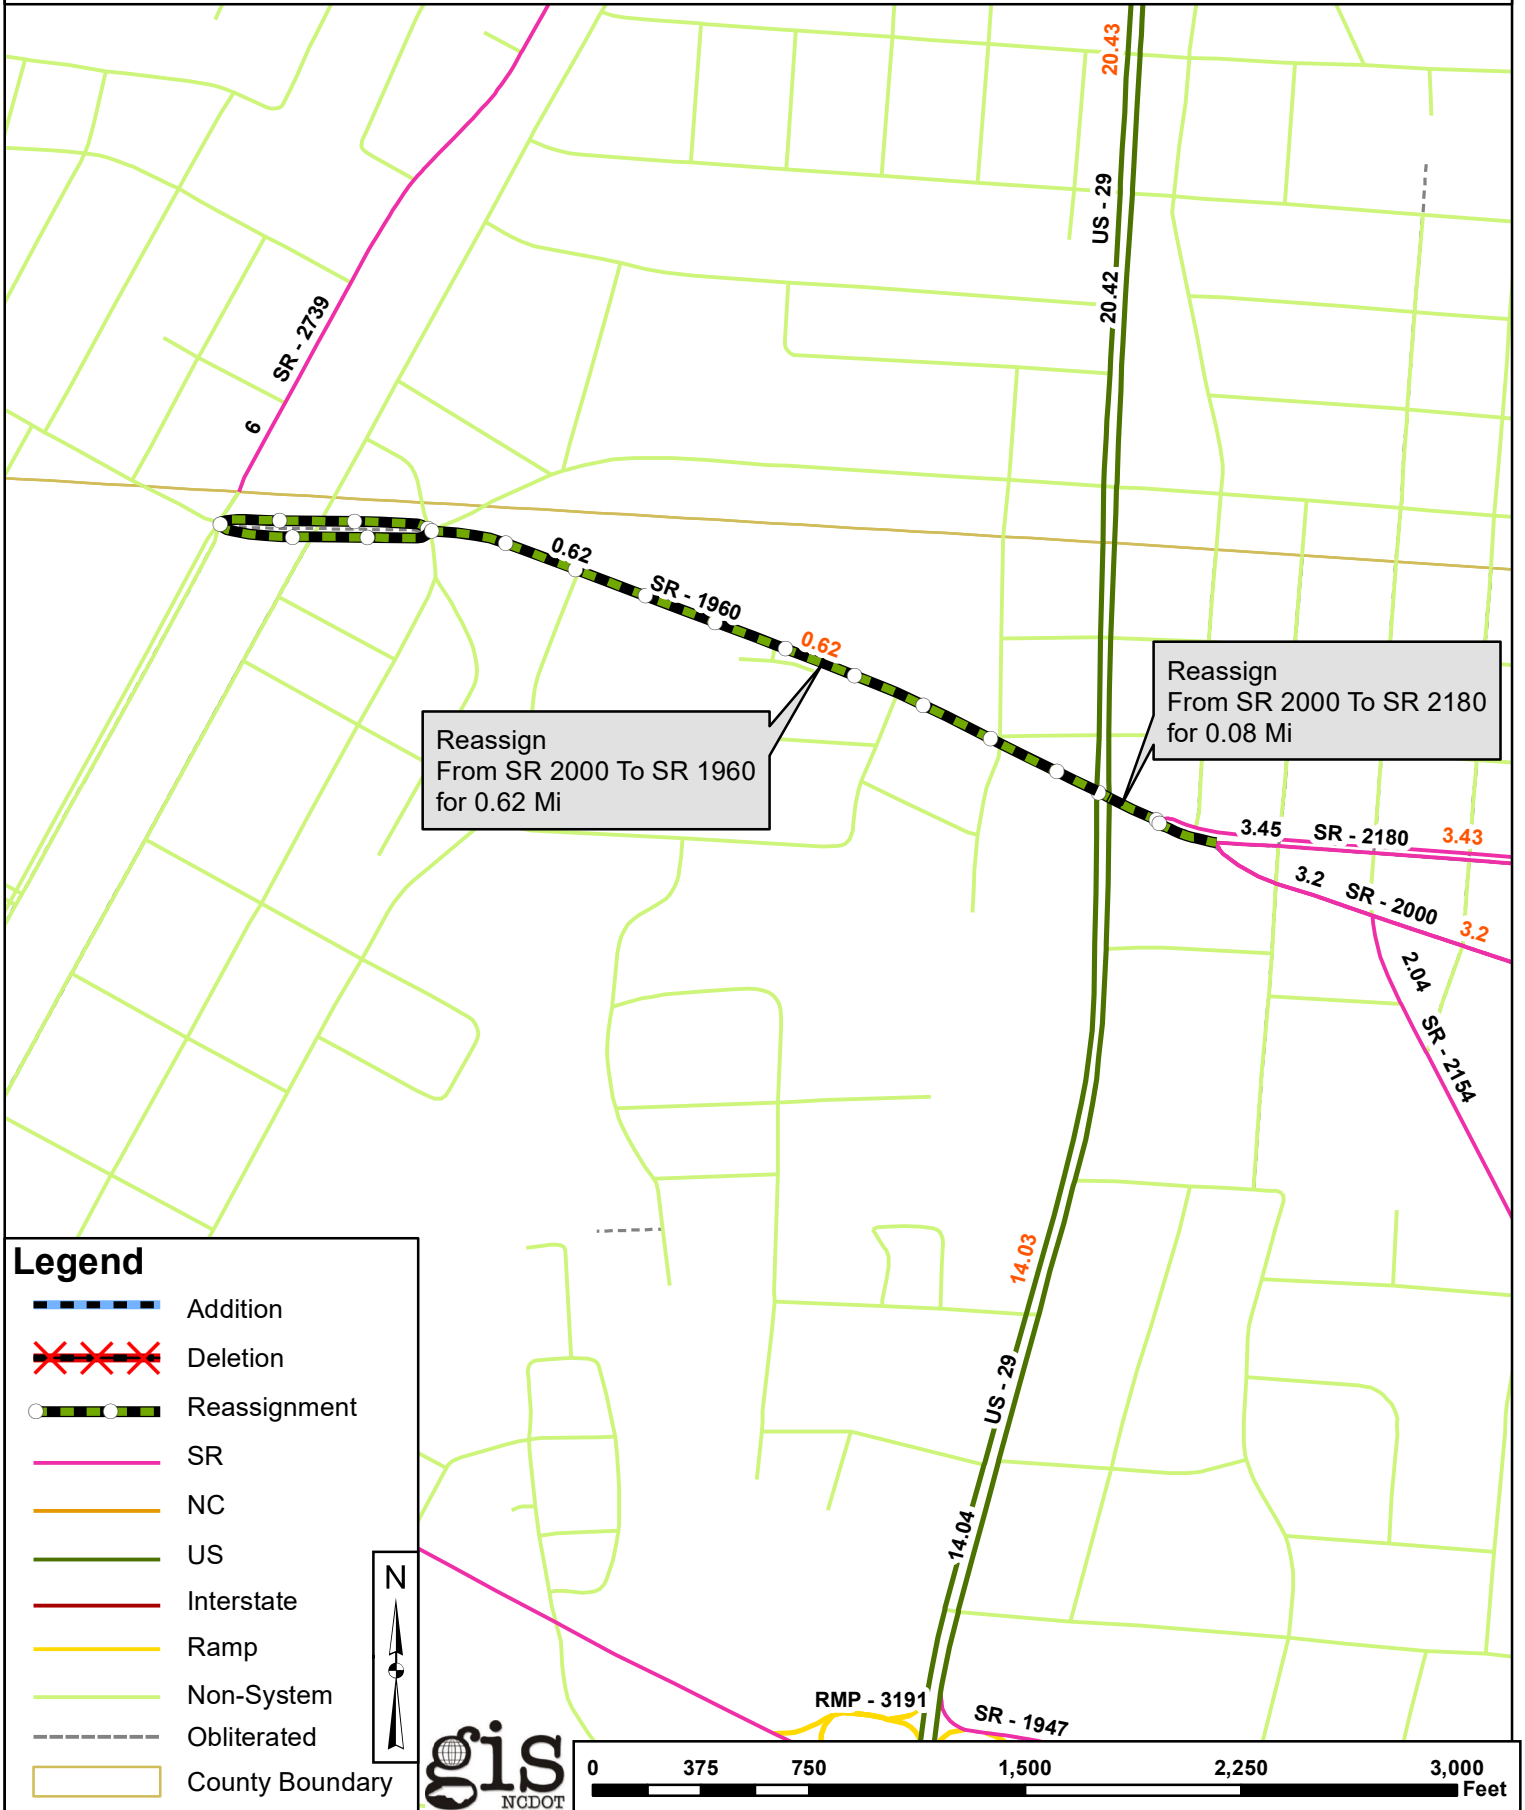 20.43
US - 29
20.42
SR - 2739
6
0.62
SR - 1960
0.62
Reassign
From SR 2000 To SR 2180
for 0.08 Mi
Reassign
From SR 2000 To SR 1960
for 0.62 Mi
3.45
SR - 2180
3.43
3.2
SR - 2000
3.2
2.04
SR - 2154
14.03
US - 29
14.04
Legend
Addition
Deletion
Reassignment
SR
NC
US
Interstate
Ramp
Non-System
Obliterated
County Boundary
N
RMP - 3191
SR - 1947
gis
NCDOT
0 375 750 1,500 2,250 3,000
Feet